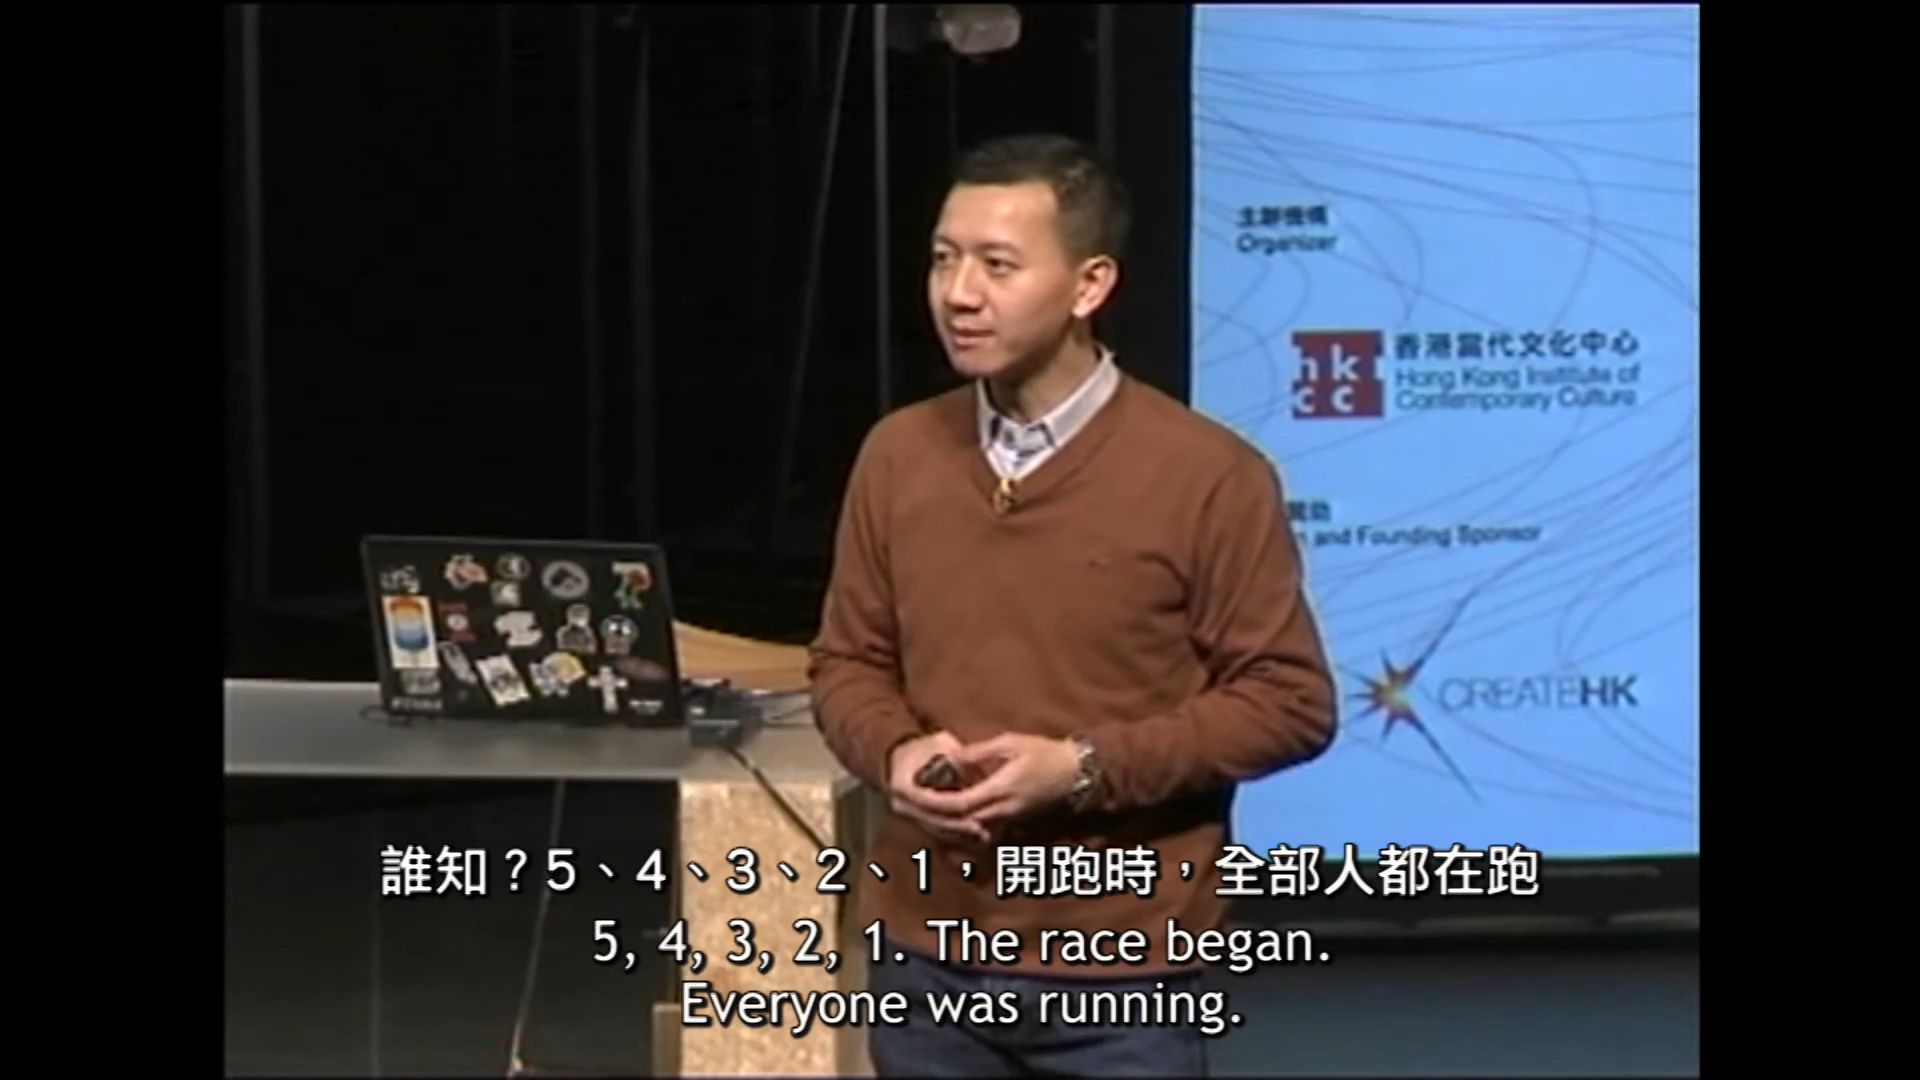 主辦機構
Organizer
hk
cc
香港當代文化中心
Hong Kong Institute of
Contemporary Culture
and Founding Sponsor
CREATEHK
誰知？5、4、3、2、1，開跑時，全部人都在跑
5, 4, 3, 2, 1. The race began.
Everyone was running.